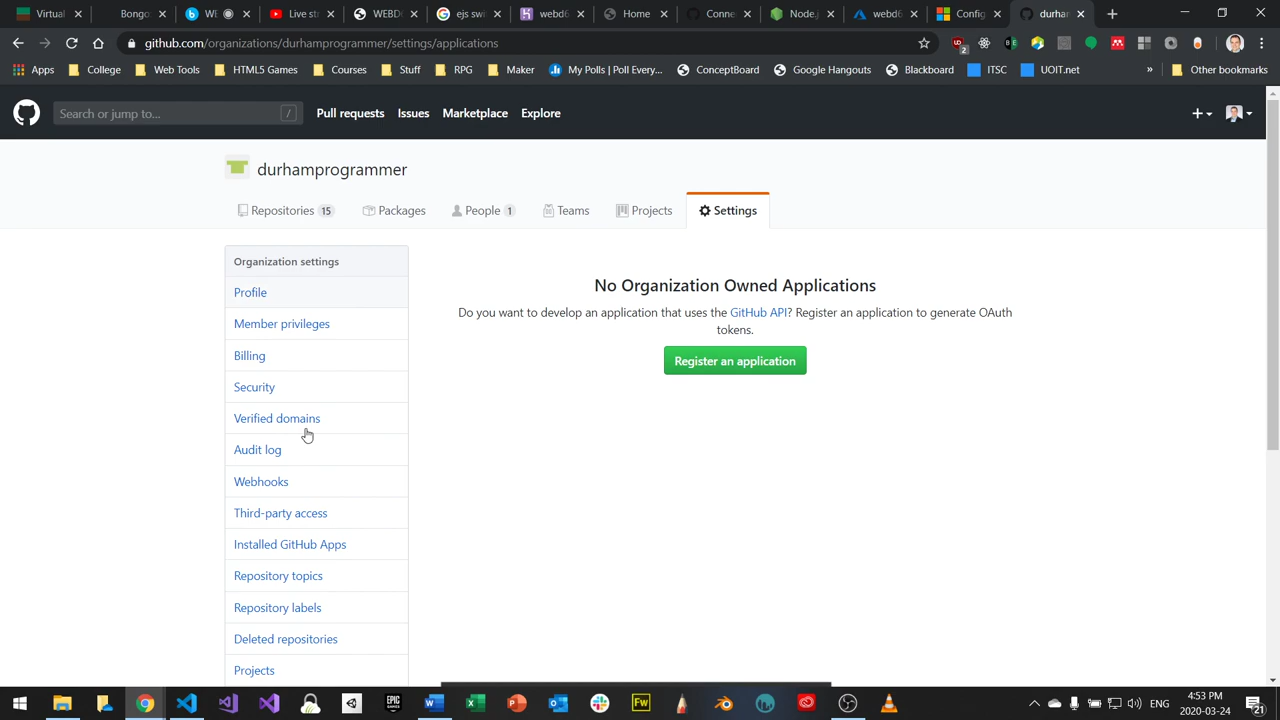 Virtual
Bongo
WE
Live str
WEBD
ejs sw
webd6
Home
Conne
Node.j
webd6
Config
durhan
github.com/organizations/durhamprogrammer/settings/applications
2
Apps
College
Web Tools
HTML5 Games
Courses
Stuff
RPG
Maker
My Polls | Poll Every...
ConceptBoard
Google Hangouts
Blackboard
ITSC
UOIT.net
»
Other bookmarks
Search or jump to...
/
Pull requests
Issues
Marketplace
Explore
durhamprogrammer
Repositories 15
Packages
People 1
Teams
Projects
Settings
Organization settings
Profile
Member privileges
Billing
Security
Verified domains
Audit log
Webhooks
Third-party access
Installed GitHub Apps
Repository topics
Repository labels
Deleted repositories
Projects
No Organization Owned Applications
Do you want to develop an application that uses the GitHub API? Register an application to generate OAuth
tokens.
Register an application
ENG
4:53 PM
2020-03-24
21